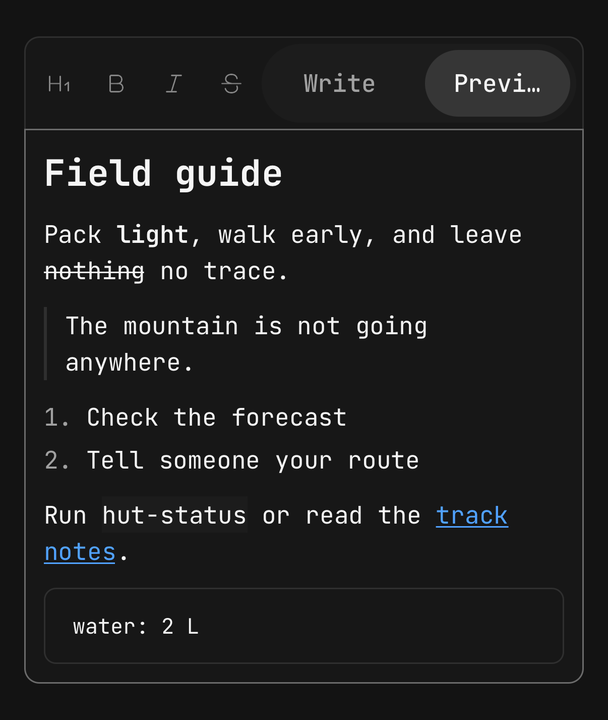 H1 B I S Write Previ…
Field guide
Pack light, walk early, and leave
nothing no trace.
The mountain is not going
anywhere.
1. Check the forecast
2. Tell someone your route
Run hut-status or read the track
notes.
water: 2 L